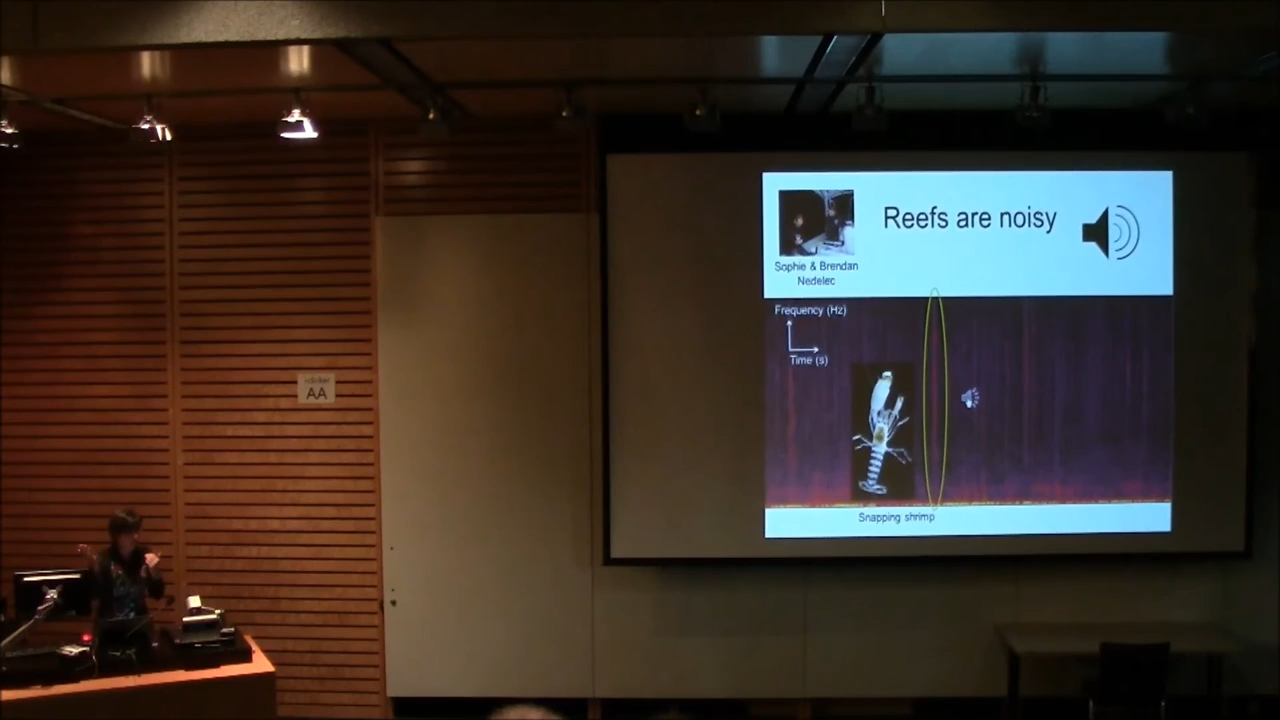 Reefs are noisy
Sophie & Brendan
Nedelec
Frequency (Hz)
Time (s)
Snapping shrimp
AA